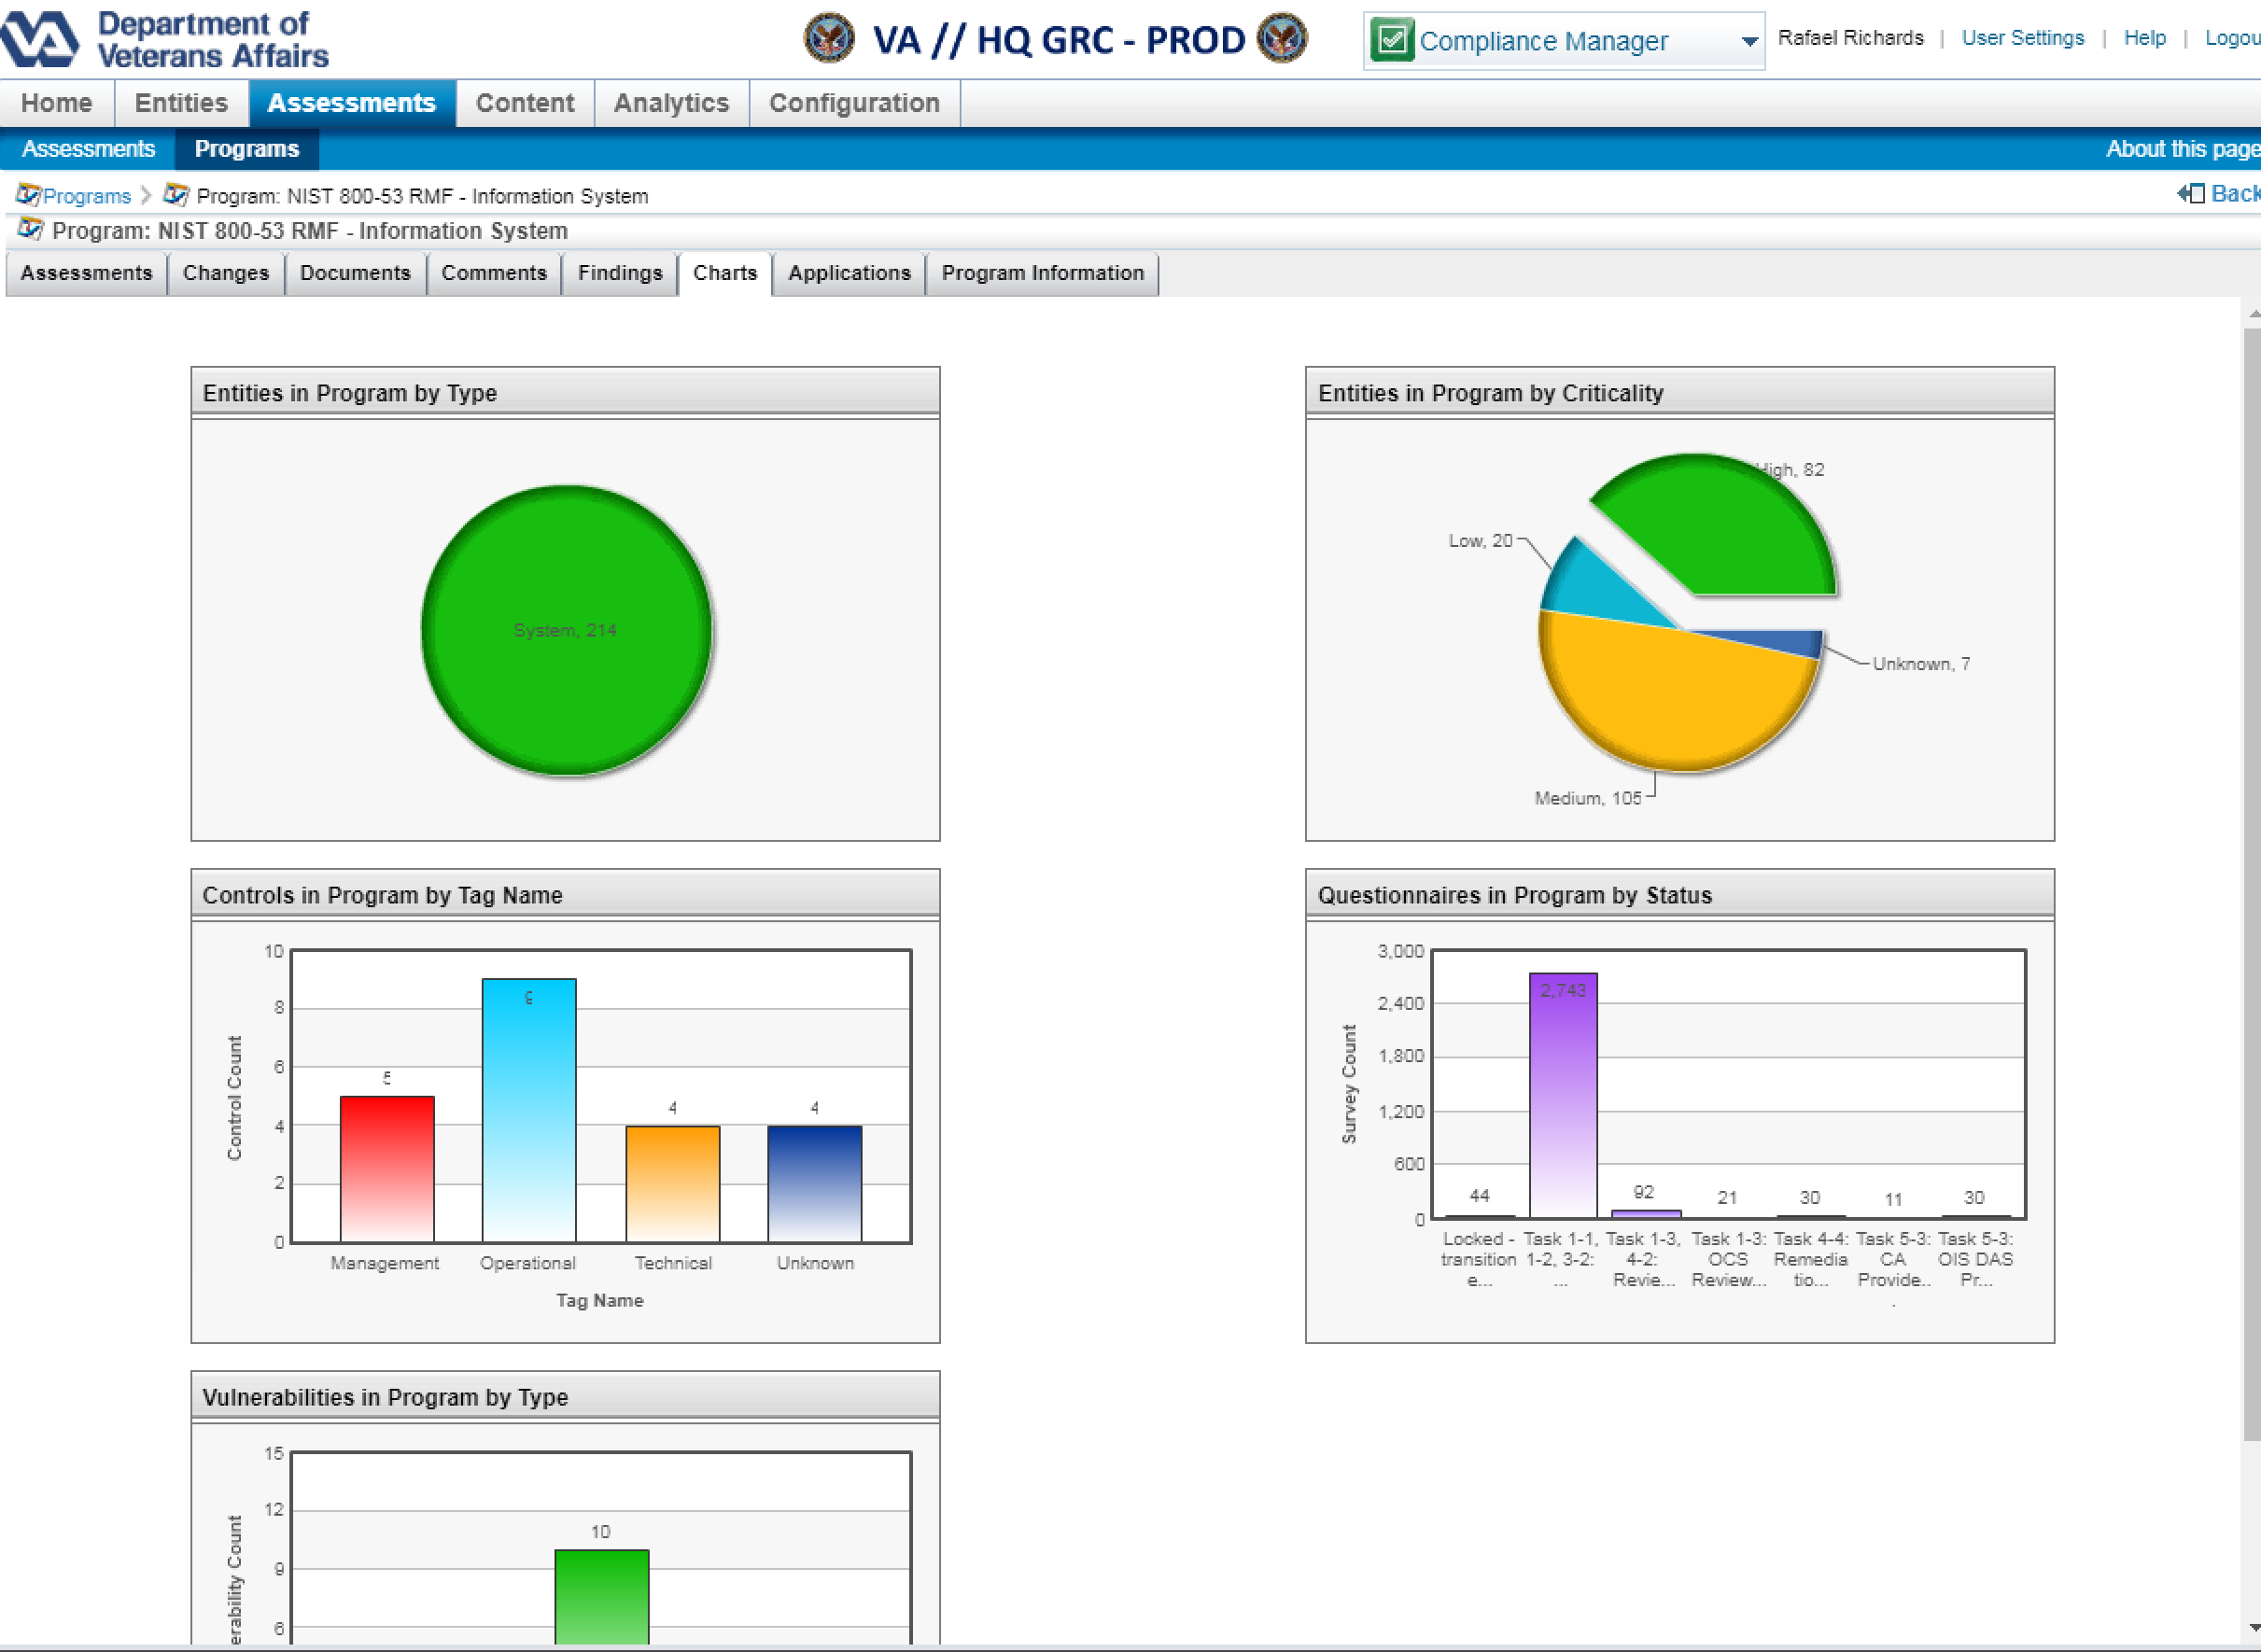 Department of
Veterans Affairs
VA // HQ GRC - PROD
Compliance Manager
Rafael Richards | User Settings | Help | Logou
Home Entities Assessments Content Analytics Configuration
Assessments Programs About this page
Programs Program: NIST 800-53 RMF - Information System Back
Program: NIST 800-53 RMF - Information System
Assessments Changes Documents Comments Findings Charts Applications Program Information
Entities in Program by Type
System, 214
Entities in Program by Criticality
High, 82
Low, 20
Unknown, 7
Medium, 105
Controls in Program by Tag Name
10
8
6
4
2
0
Control Count
5
9
4
4
Management Operational Technical Unknown
Tag Name
Questionnaires in Program by Status
3,000
2,400
1,800
1,200
600
0
Survey Count
44
2,743
92
21
30
11
30
Locked - transition e...
Task 1-1, 1-2, 3-2: ...
Task 1-3, 4-2: Revie...
Task 1-3: OCS Review...
Task 4-4: Remedia tio...
Task 5-3: CA Provide...
Task 5-3: OIS DAS Pr...
Vulnerabilities in Program by Type
15
12
9
6
erability Count
10